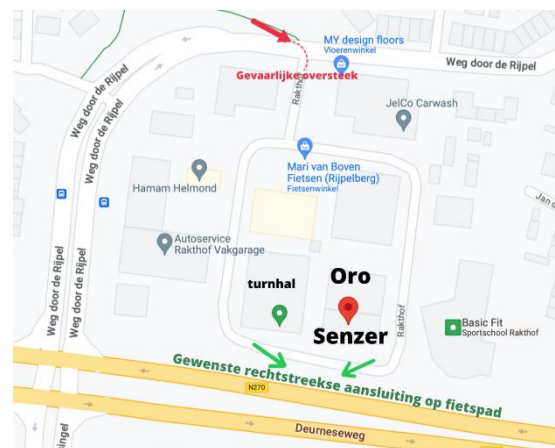 MY design floors
Vloerenwinkel
Weg door de Rijpel
Gevaarlijke oversteek
Rakthof
JelCo Carwash
Weg door de Rijpel
Weg door de Rijpel
Mari van Boven
Fietsen (Rijpelberg)
Fietsenwinkel
Hamam Helmond
Jan d
Autoservice
Rakthof Vakgarage
turnhal
Oro
Senzer
Rakthof
Basic Fit
Sportschool Rakthof
Weg door de Rijpel
Gewenste rechtstreekse aansluiting op fietspad
N270
Deurneseweg
ingel